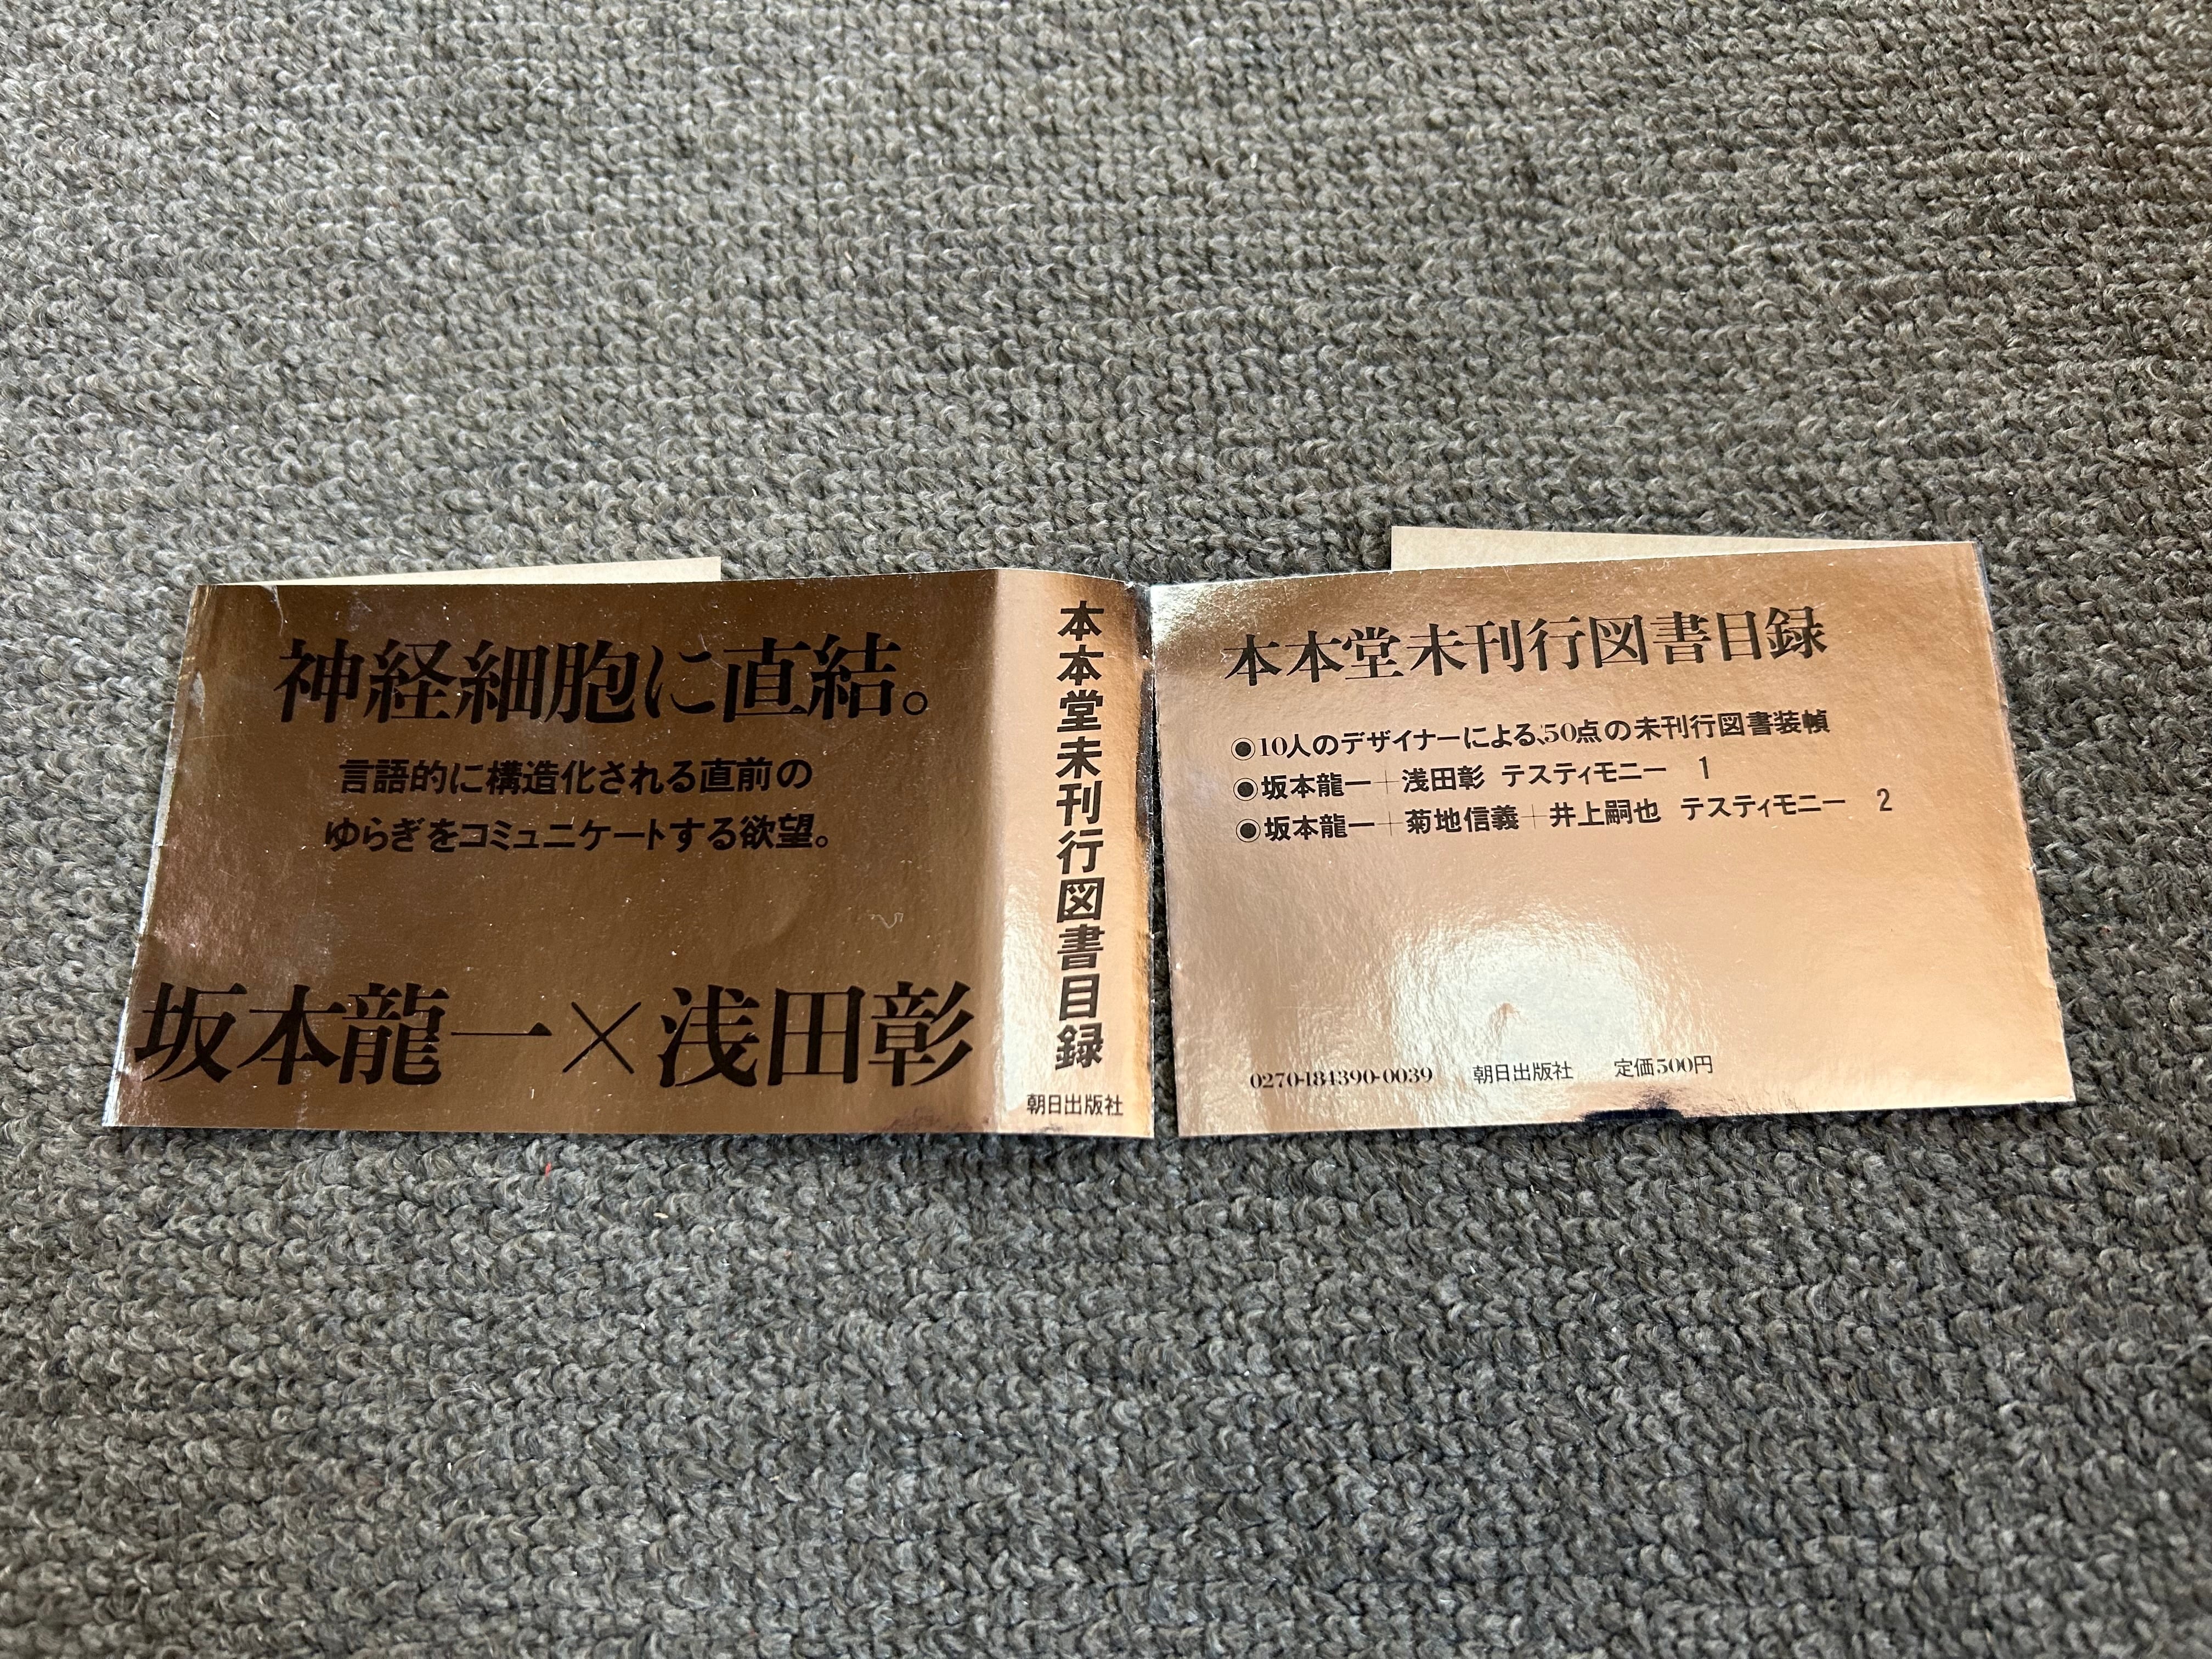 神経細胞に直結。
言語的に構造化される直前の
ゆらぎをコミュニケートする欲望。
坂本龍一×浅田彰
本本堂未刊行図書目録
朝日出版社
本本堂未刊行図書目録
◉10人のデザイナーによる、50点の未刊行図書装幀
◉坂本龍一+浅田彰 テスティモニー 1
◉坂本龍一+菊地信義+井上嗣也 テスティモニー 2
0270-184390-0039 朝日出版社 定価500円